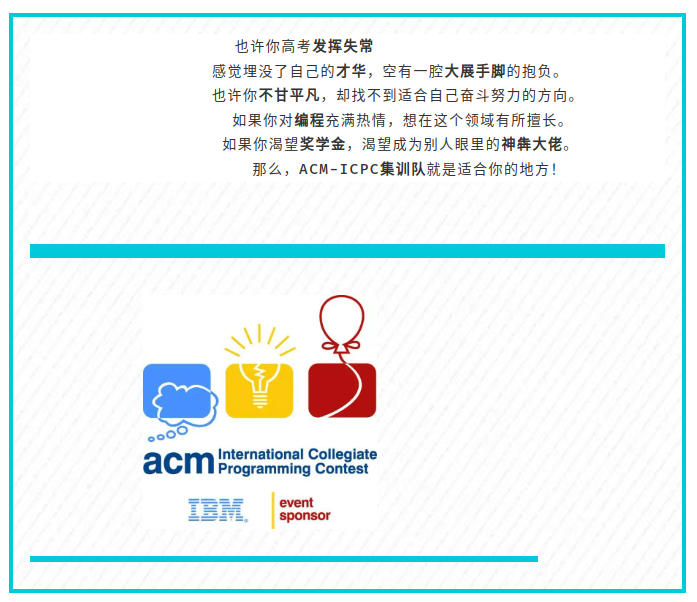 也许你高考发挥失常
感觉埋没了自己的才华，空有一腔大展手脚的抱负。
也许你不甘平凡，却找不到适合自己奋斗努力的方向。
如果你对编程充满热情，想在这个领域有所擅长。
如果你渴望奖学金，渴望成为别人眼里的神犇大佬。
那么，ACM-ICPC集训队就是适合你的地方！
acm International Collegiate
Programming Contest
IBM. event
sponsor